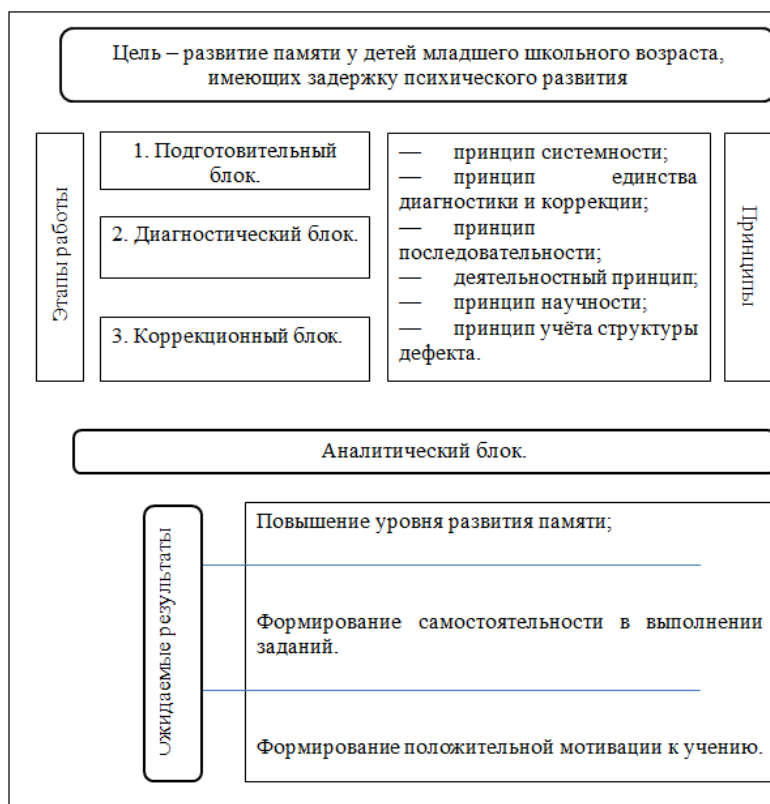 Цель – развитие памяти у детей младшего школьного возраста,
имеющих задержку психического развития
Этапы работы
1. Подготовительный
блок.
2. Диагностический блок.
3. Коррекционный блок.
— принцип системности;
— принцип единства
диагностики и коррекции;
— принцип
последовательности;
— деятельностный принцип;
— принцип научности;
— принцип учёта структуры
дефекта.
Принципы
Аналитический блок.
Ожидаемые результаты
Повышение уровня развития памяти;
Формирование самостоятельности в выполнении
заданий.
Формирование положительной мотивации к учению.